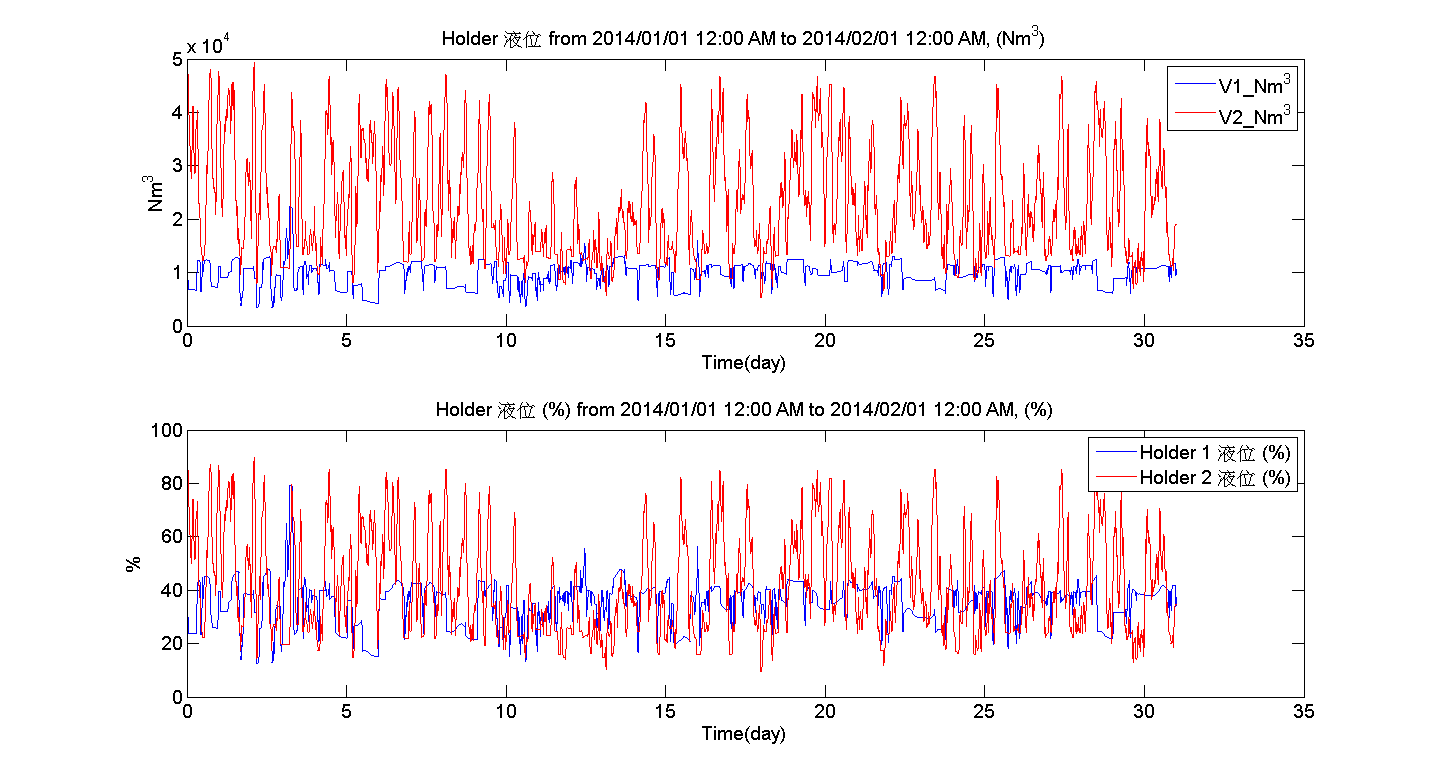 Holder 液位 from 2014/01/01 12:00 AM to 2014/02/01 12:00 AM, (Nm³)
x 10⁴
5
4
3
2
1
0
Nm³
V1_Nm³
V2_Nm³
0 5 10 15 20 25 30 35
Time(day)
Holder 液位 (%) from 2014/01/01 12:00 AM to 2014/02/01 12:00 AM, (%)
100
80
60
40
20
0
%
Holder 1 液位 (%)
Holder 2 液位 (%)
0 5 10 15 20 25 30 35
Time(day)